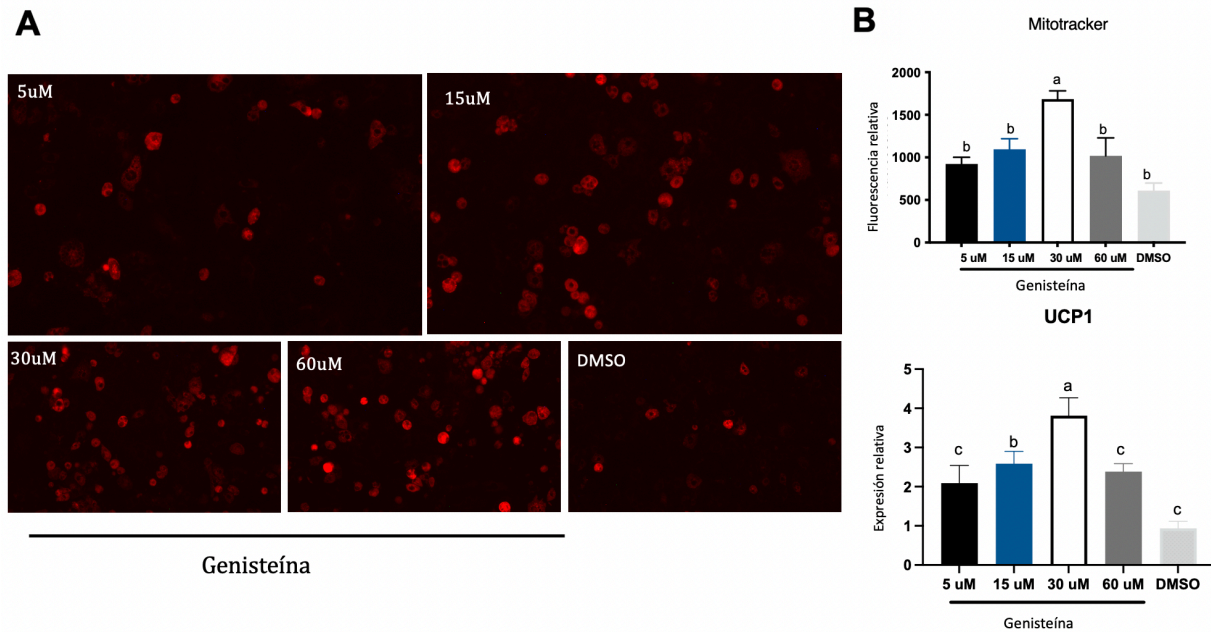 A
5uM
15uM
30uM
60uM
DMSO
Genisteína
B
Mitotracker
Fluorescencia relativa
2000
1500
1000
500
0
b
b
a
b
b
5 uM 15 uM 30 uM 60 uM DMSO
Genisteína
UCP1
Expresión relativa
5
4
3
2
1
0
c
b
a
c
c
5 uM 15 uM 30 uM 60 uM DMSO
Genisteína